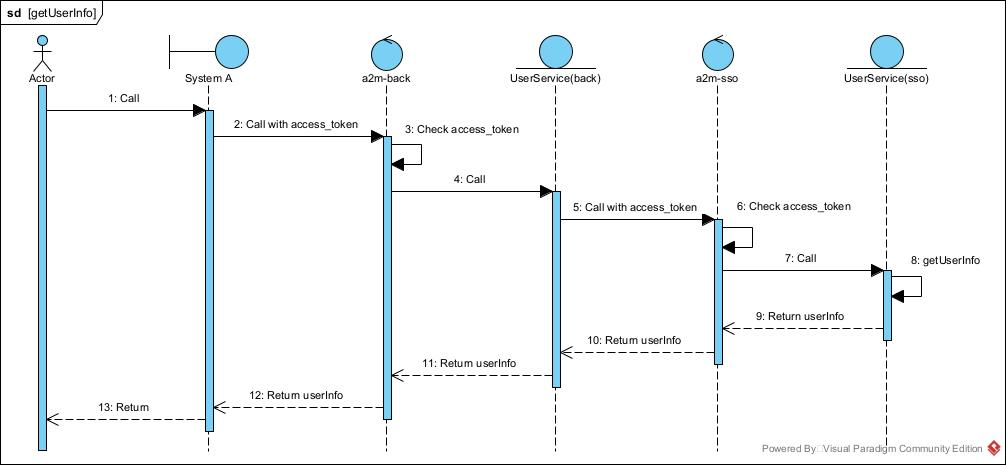 sd [getUserInfo]
Actor
System A
a2m-back
UserService(back)
a2m-sso
UserService(sso)
1: Call
2: Call with access_token
3: Check access_token
4: Call
5: Call with access_token
6: Check access_token
7: Call
8: getUserInfo
9: Return userInfo
10: Return userInfo
11: Return userInfo
12: Return userInfo
13: Return
Powered By Visual Paradigm Community Edition